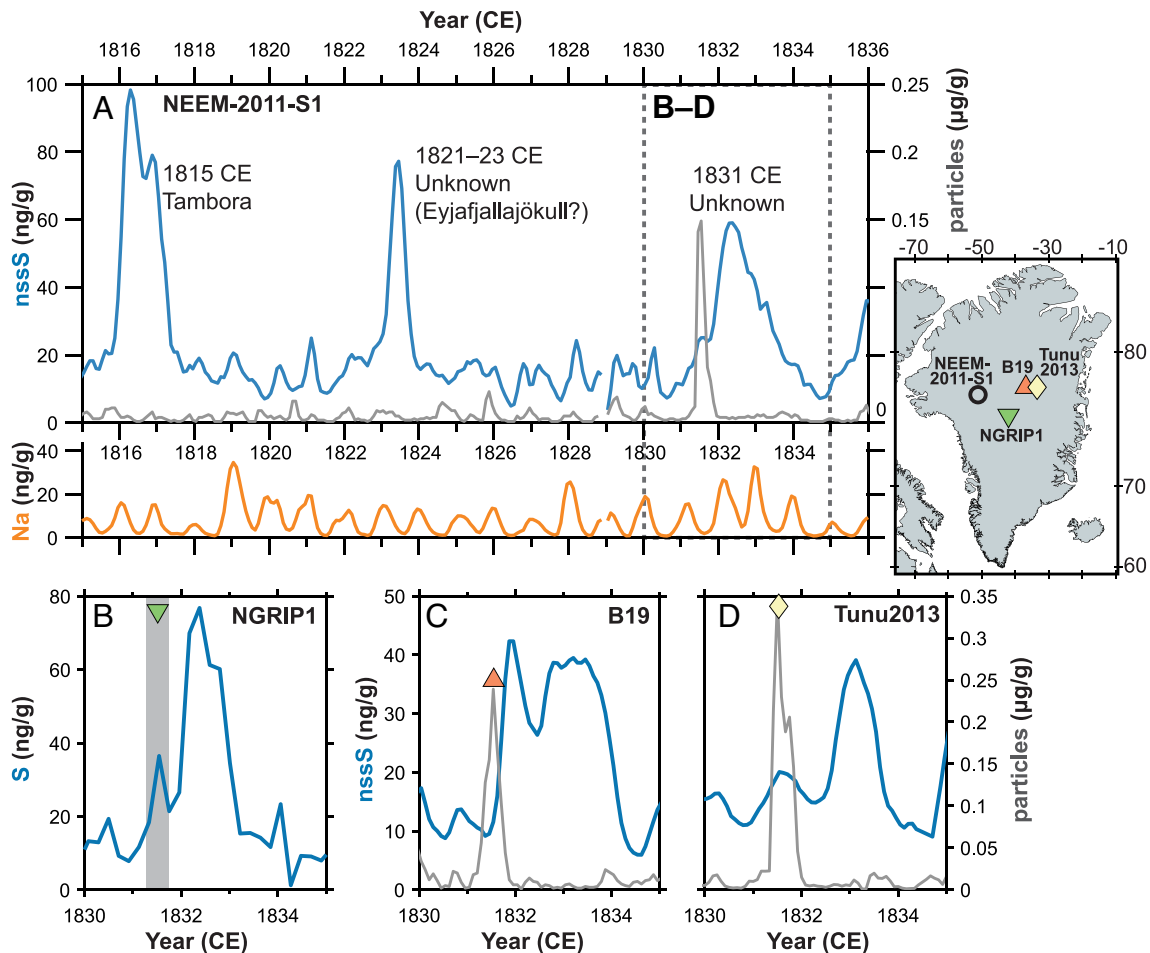 Year (CE)
1816 1818 1820 1822 1824 1826 1828 1830 1832 1834 1836
100 0.25
A NEEM-2011-S1 B–D
80 0.2
1815 CE
Tambora
1821–23 CE
Unknown
(Eyjafjallajökull?)
1831 CE
Unknown
60 0.15
40
20
0 0
nssS (ng/g)
particles (µg/g)
1816 1818 1820 1822 1824 1826 1828 1830 1832 1834
40
20
0
Na (ng/g)
-70 -50 -30 -10
80
70
60
NEEM-
2011-S1
B19
Tunu
2013
NGRIP1
B NGRIP1
80
60
40
20
0
S (ng/g)
1830 1832 1834
Year (CE)
C B19
50
40
30
20
10
0
nssS (ng/g)
1830 1832 1834
Year (CE)
D Tunu2013
0.35
0.3
0.25
0.2
0.15
0.1
0.05
0
particles (µg/g)
1830 1832 1834
Year (CE)